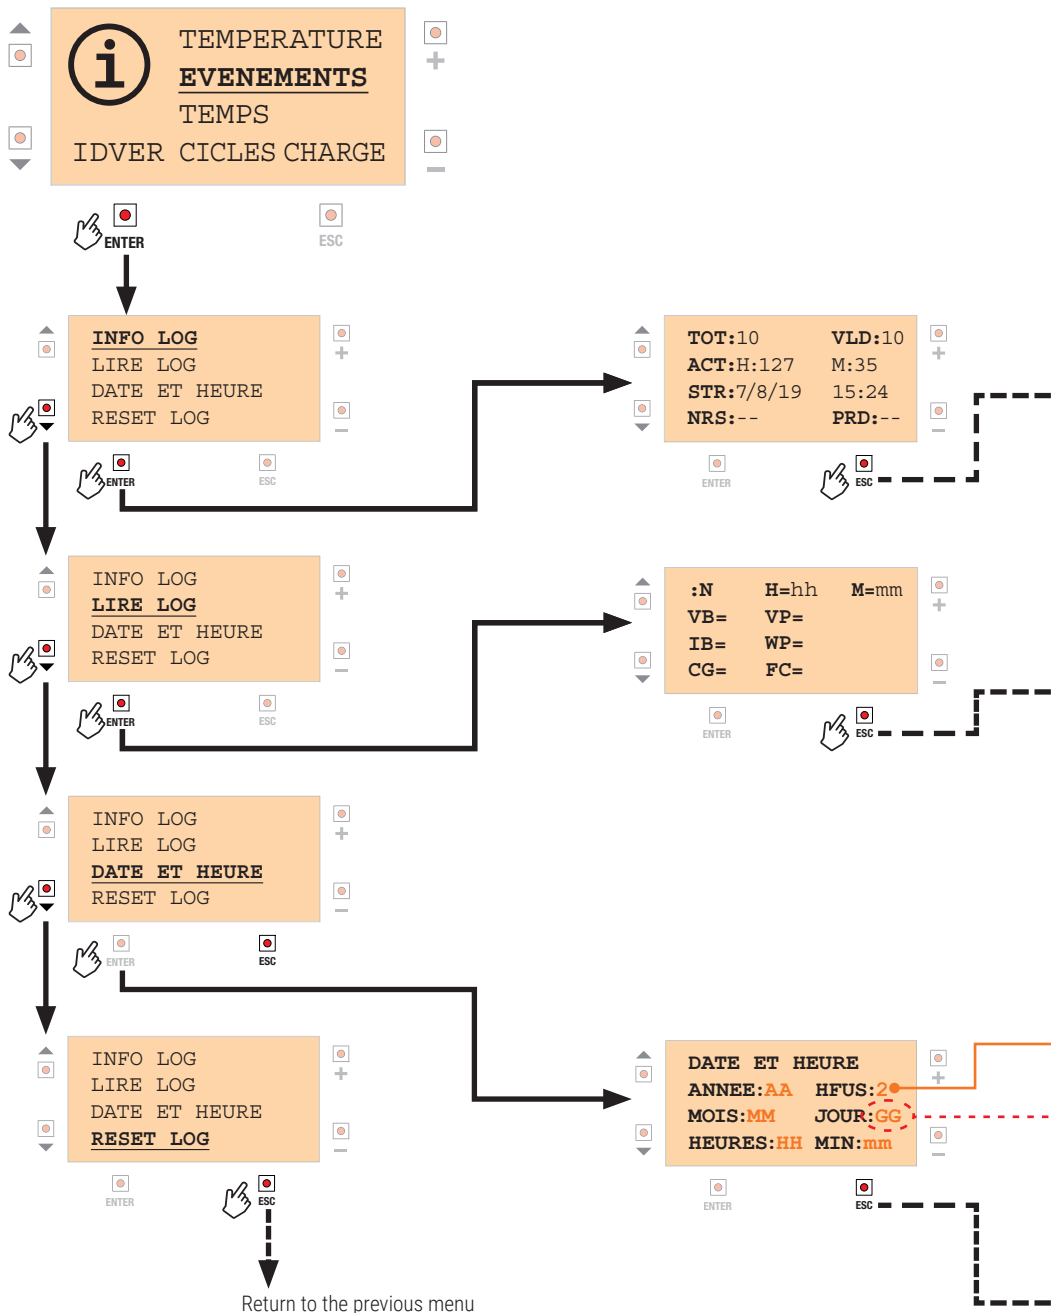 TEMPERATURE
EVENEMENTS
TEMPS
IDVER CICLES CHARGE
+
−
ENTER
ESC
INFO LOG
LIRE LOG
DATE ET HEURE
RESET LOG
+
−
ENTER
ESC
TOT:10 VLD:10
ACT:H:127 M:35
STR:7/8/19 15:24
NRS:-- PRD:--
+
−
ENTER
ESC
INFO LOG
LIRE LOG
DATE ET HEURE
RESET LOG
+
−
ENTER
ESC
:N H=hh M=mm
VB= VP=
IB= WP=
CG= FC=
+
−
ENTER
ESC
INFO LOG
LIRE LOG
DATE ET HEURE
RESET LOG
+
−
ENTER
ESC
INFO LOG
LIRE LOG
DATE ET HEURE
RESET LOG
+
−
ENTER
ESC
DATE ET HEURE
ANNEE:AA HFUS:2
MOIS:MM JOUR:GG
HEURES:HH MIN:mm
+
−
ENTER
ESC
Return to the previous menu